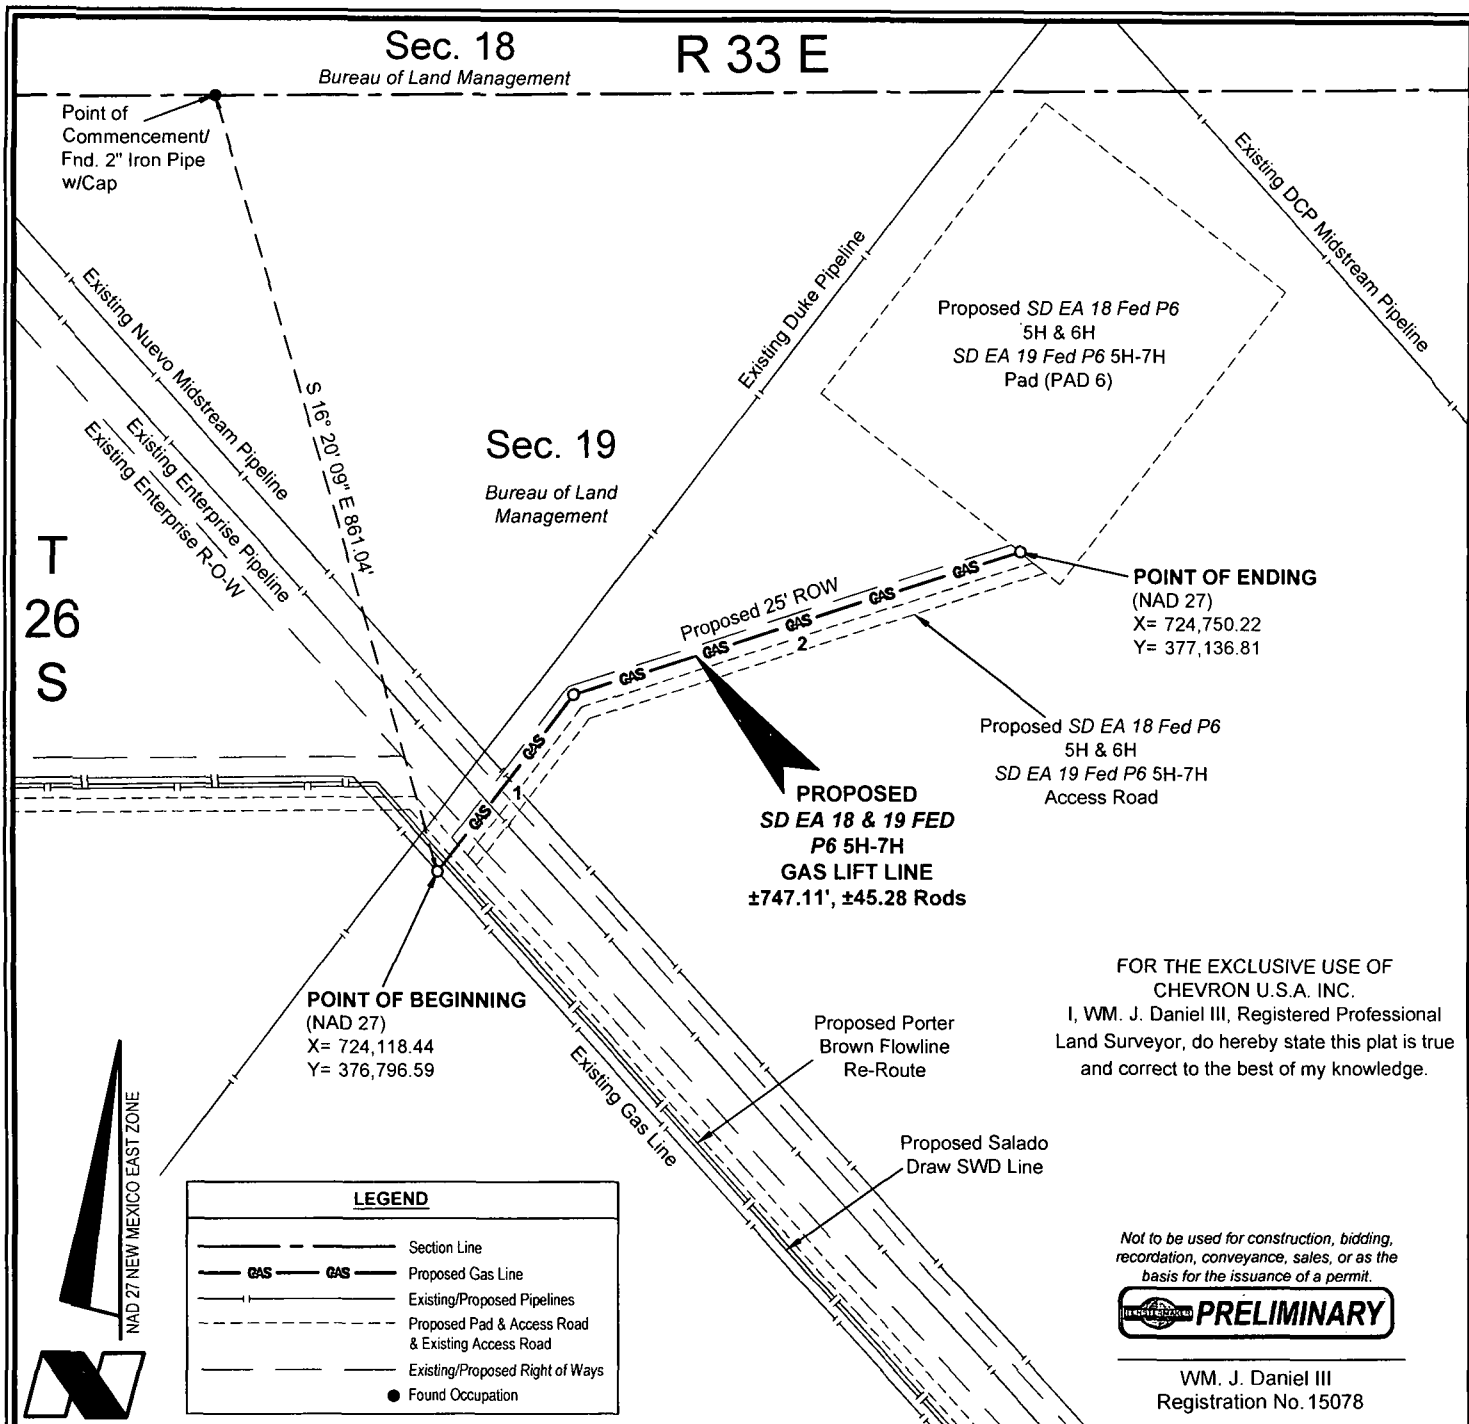 Sec. 18
Bureau of Land Management
R 33 E
Point of
Commencement/
Fnd. 2" Iron Pipe
w/Cap
Existing DCP Midstream Pipeline
Existing Duke Pipeline
Existing Nuevo Midstream Pipeline
Existing Enterprise Pipeline
Existing Enterprise R-O-W
S 16° 20' 09" E 861.04'
Proposed SD EA 18 Fed P6
5H & 6H
SD EA 19 Fed P6 5H-7H
Pad (PAD 6)
Sec. 19
Bureau of Land
Management
T
26
S
Proposed 25' ROW
GAS
GAS
GAS
GAS
GAS
GAS
GAS
GAS
1
2
POINT OF ENDING
(NAD 27)
X= 724,750.22
Y= 377,136.81
Proposed SD EA 18 Fed P6
5H & 6H
SD EA 19 Fed P6 5H-7H
Access Road
PROPOSED
SD EA 18 & 19 FED
P6 5H-7H
GAS LIFT LINE
±747.11', ±45.28 Rods
POINT OF BEGINNING
(NAD 27)
X= 724,118.44
Y= 376,796.59
FOR THE EXCLUSIVE USE OF
CHEVRON U.S.A. INC.
I, WM. J. Daniel III, Registered Professional
Land Surveyor, do hereby state this plat is true
and correct to the best of my knowledge.
Proposed Porter
Brown Flowline
Re-Route
Existing Gas Line
Proposed Salado
Draw SWD Line
NAD 27 NEW MEXICO EAST ZONE
LEGEND
Section Line
GAS GAS Proposed Gas Line
Existing/Proposed Pipelines
Proposed Pad & Access Road
& Existing Access Road
Existing/Proposed Right of Ways
Found Occupation
Not to be used for construction, bidding,
recordation, conveyance, sales, or as the
basis for the issuance of a permit.
PRELIMINARY
WM. J. Daniel III
Registration No. 15078